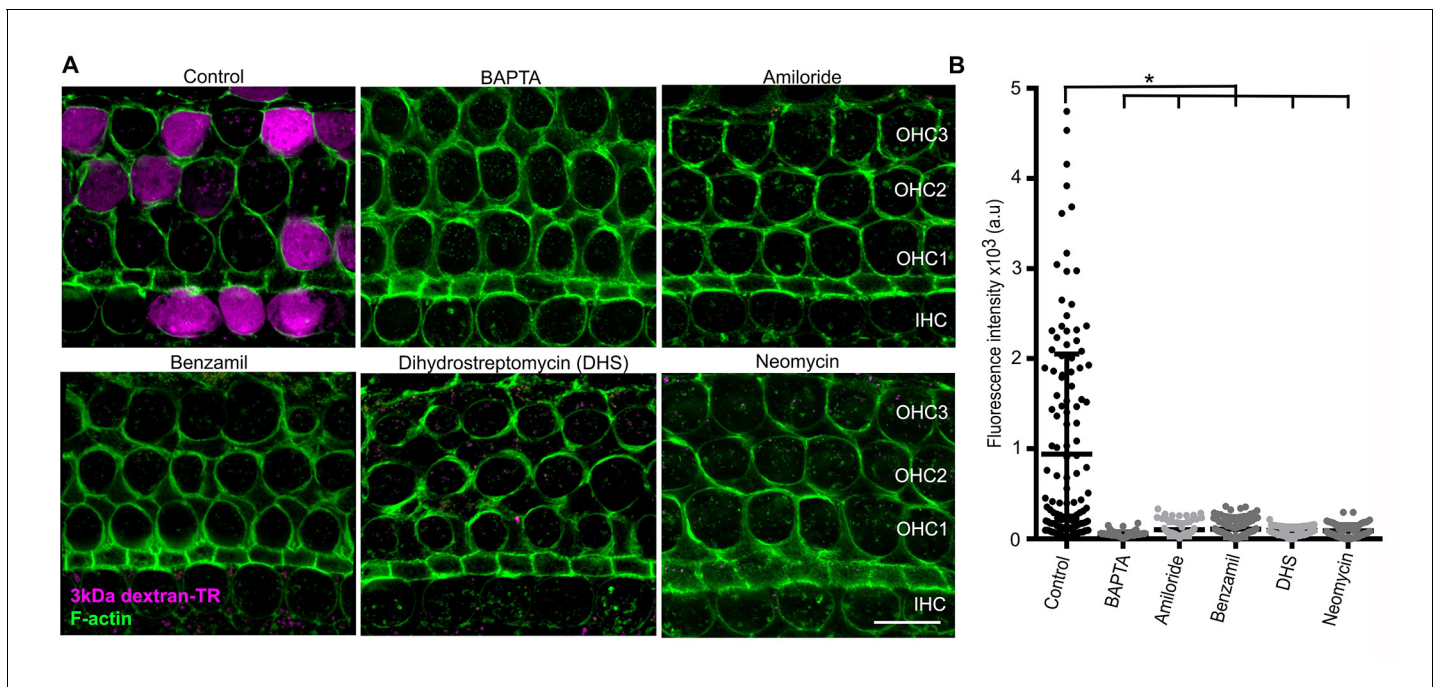 A
Control
BAPTA
Amiloride
OHC3
OHC2
OHC1
IHC
Benzamil
Dihydrostreptomycin (DHS)
Neomycin
OHC3
OHC2
OHC1
IHC
3kDa dextran-TR
F-actin
B
*
Fluorescence intensity x10³ (a.u)
5
4
3
2
1
0
Control
BAPTA
Amiloride
Benzamil
DHS
Neomycin